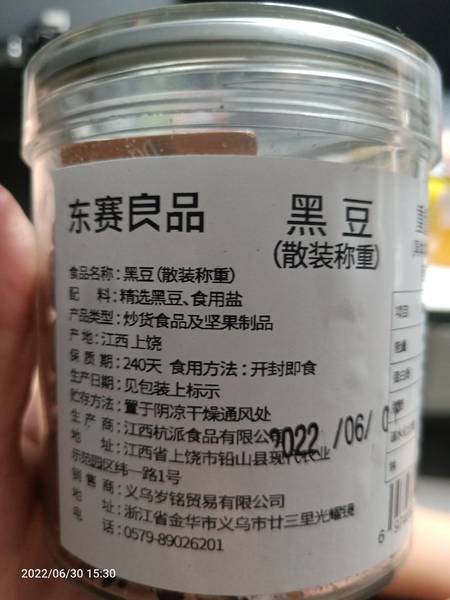 东赛良品
黑豆
(散装称重)
食品名称:黑豆(散装称重)
配 料:精选黑豆、食用盐
产品类型:炒货食品及坚果制品
产 地:江西上饶
保 质 期:240天 食用方法:开封即食
生产日期:见包装上标示
贮存方法:置于阴凉干燥通风处
生 产 商:江西杭派食品有限公
2022/06/0
地 址:江西省上饶市铅山县现代农业
示范园区纬一路1号
销 售 商:义乌岁铭贸易有限公司
地 址:浙江省金华市义乌市廿三里光耀
电 话:0579-89026201
项目
6
2022/06/30 15:30